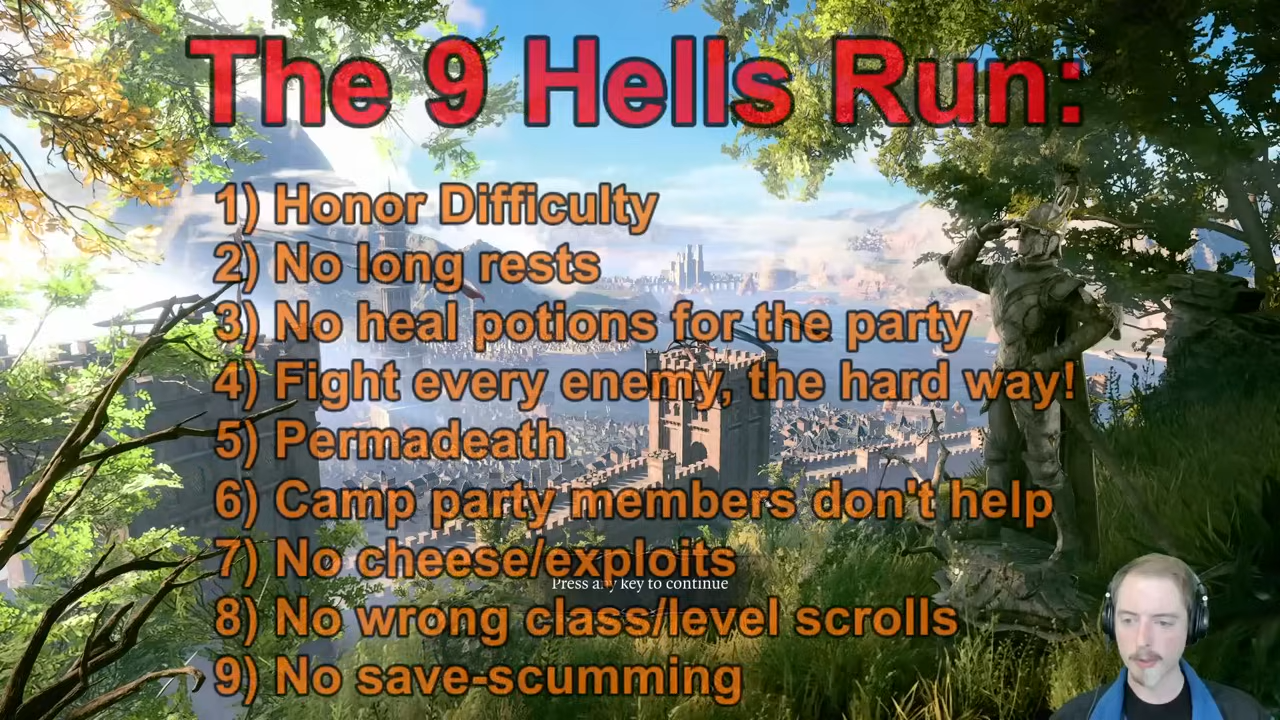 The 9 Hells Run:
1) Honor Difficulty
2) No long rests
3) No heal potions for the party
4) Fight every enemy, the hard way!
5) Permadeath
6) Camp party members don't help
7) No cheese/exploits
Press any key to continue
8) No wrong class/level scrolls
9) No save-scumming